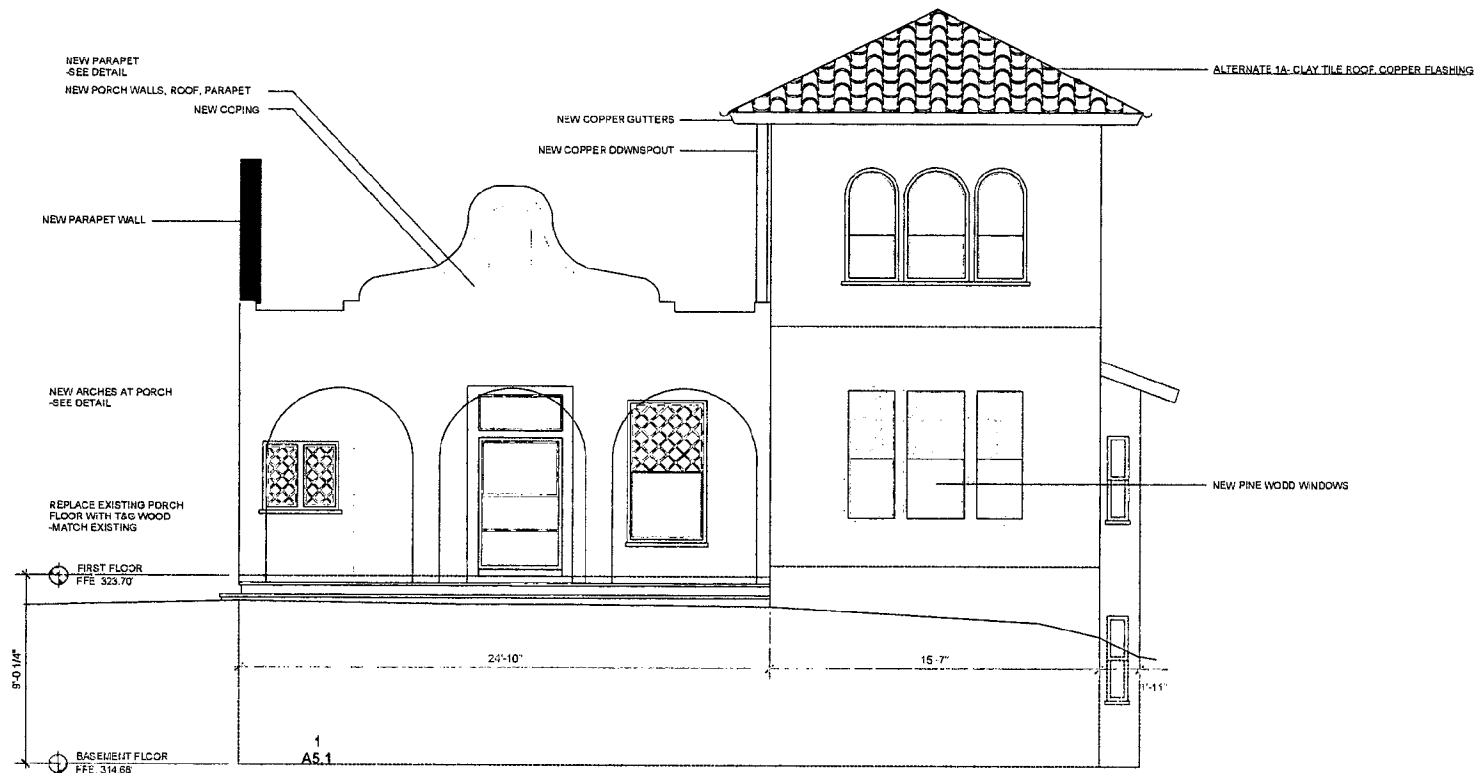 NEW PARAPET
-SEE DETAIL
NEW PORCH WALLS, ROOF, PARAPET
NEW COPING
NEW COPPER GUTTERS
NEW COPPER DOWNSPOUT
ALTERNATE 1A- CLAY TILE ROOF, COPPER FLASHING
NEW PARAPET WALL
NEW ARCHES AT PORCH
-SEE DETAIL
REPLACE EXISTING PORCH
FLOOR WITH T&G WOOD
-MATCH EXISTING
NEW PINE WOOD WINDOWS
FIRST FLOOR
FFE 323.70'
9'-0 1/4"
24'-10"
15'-7"
1'-11"
1
A5.1
BASEMENT FLOOR
FFE 314.68'